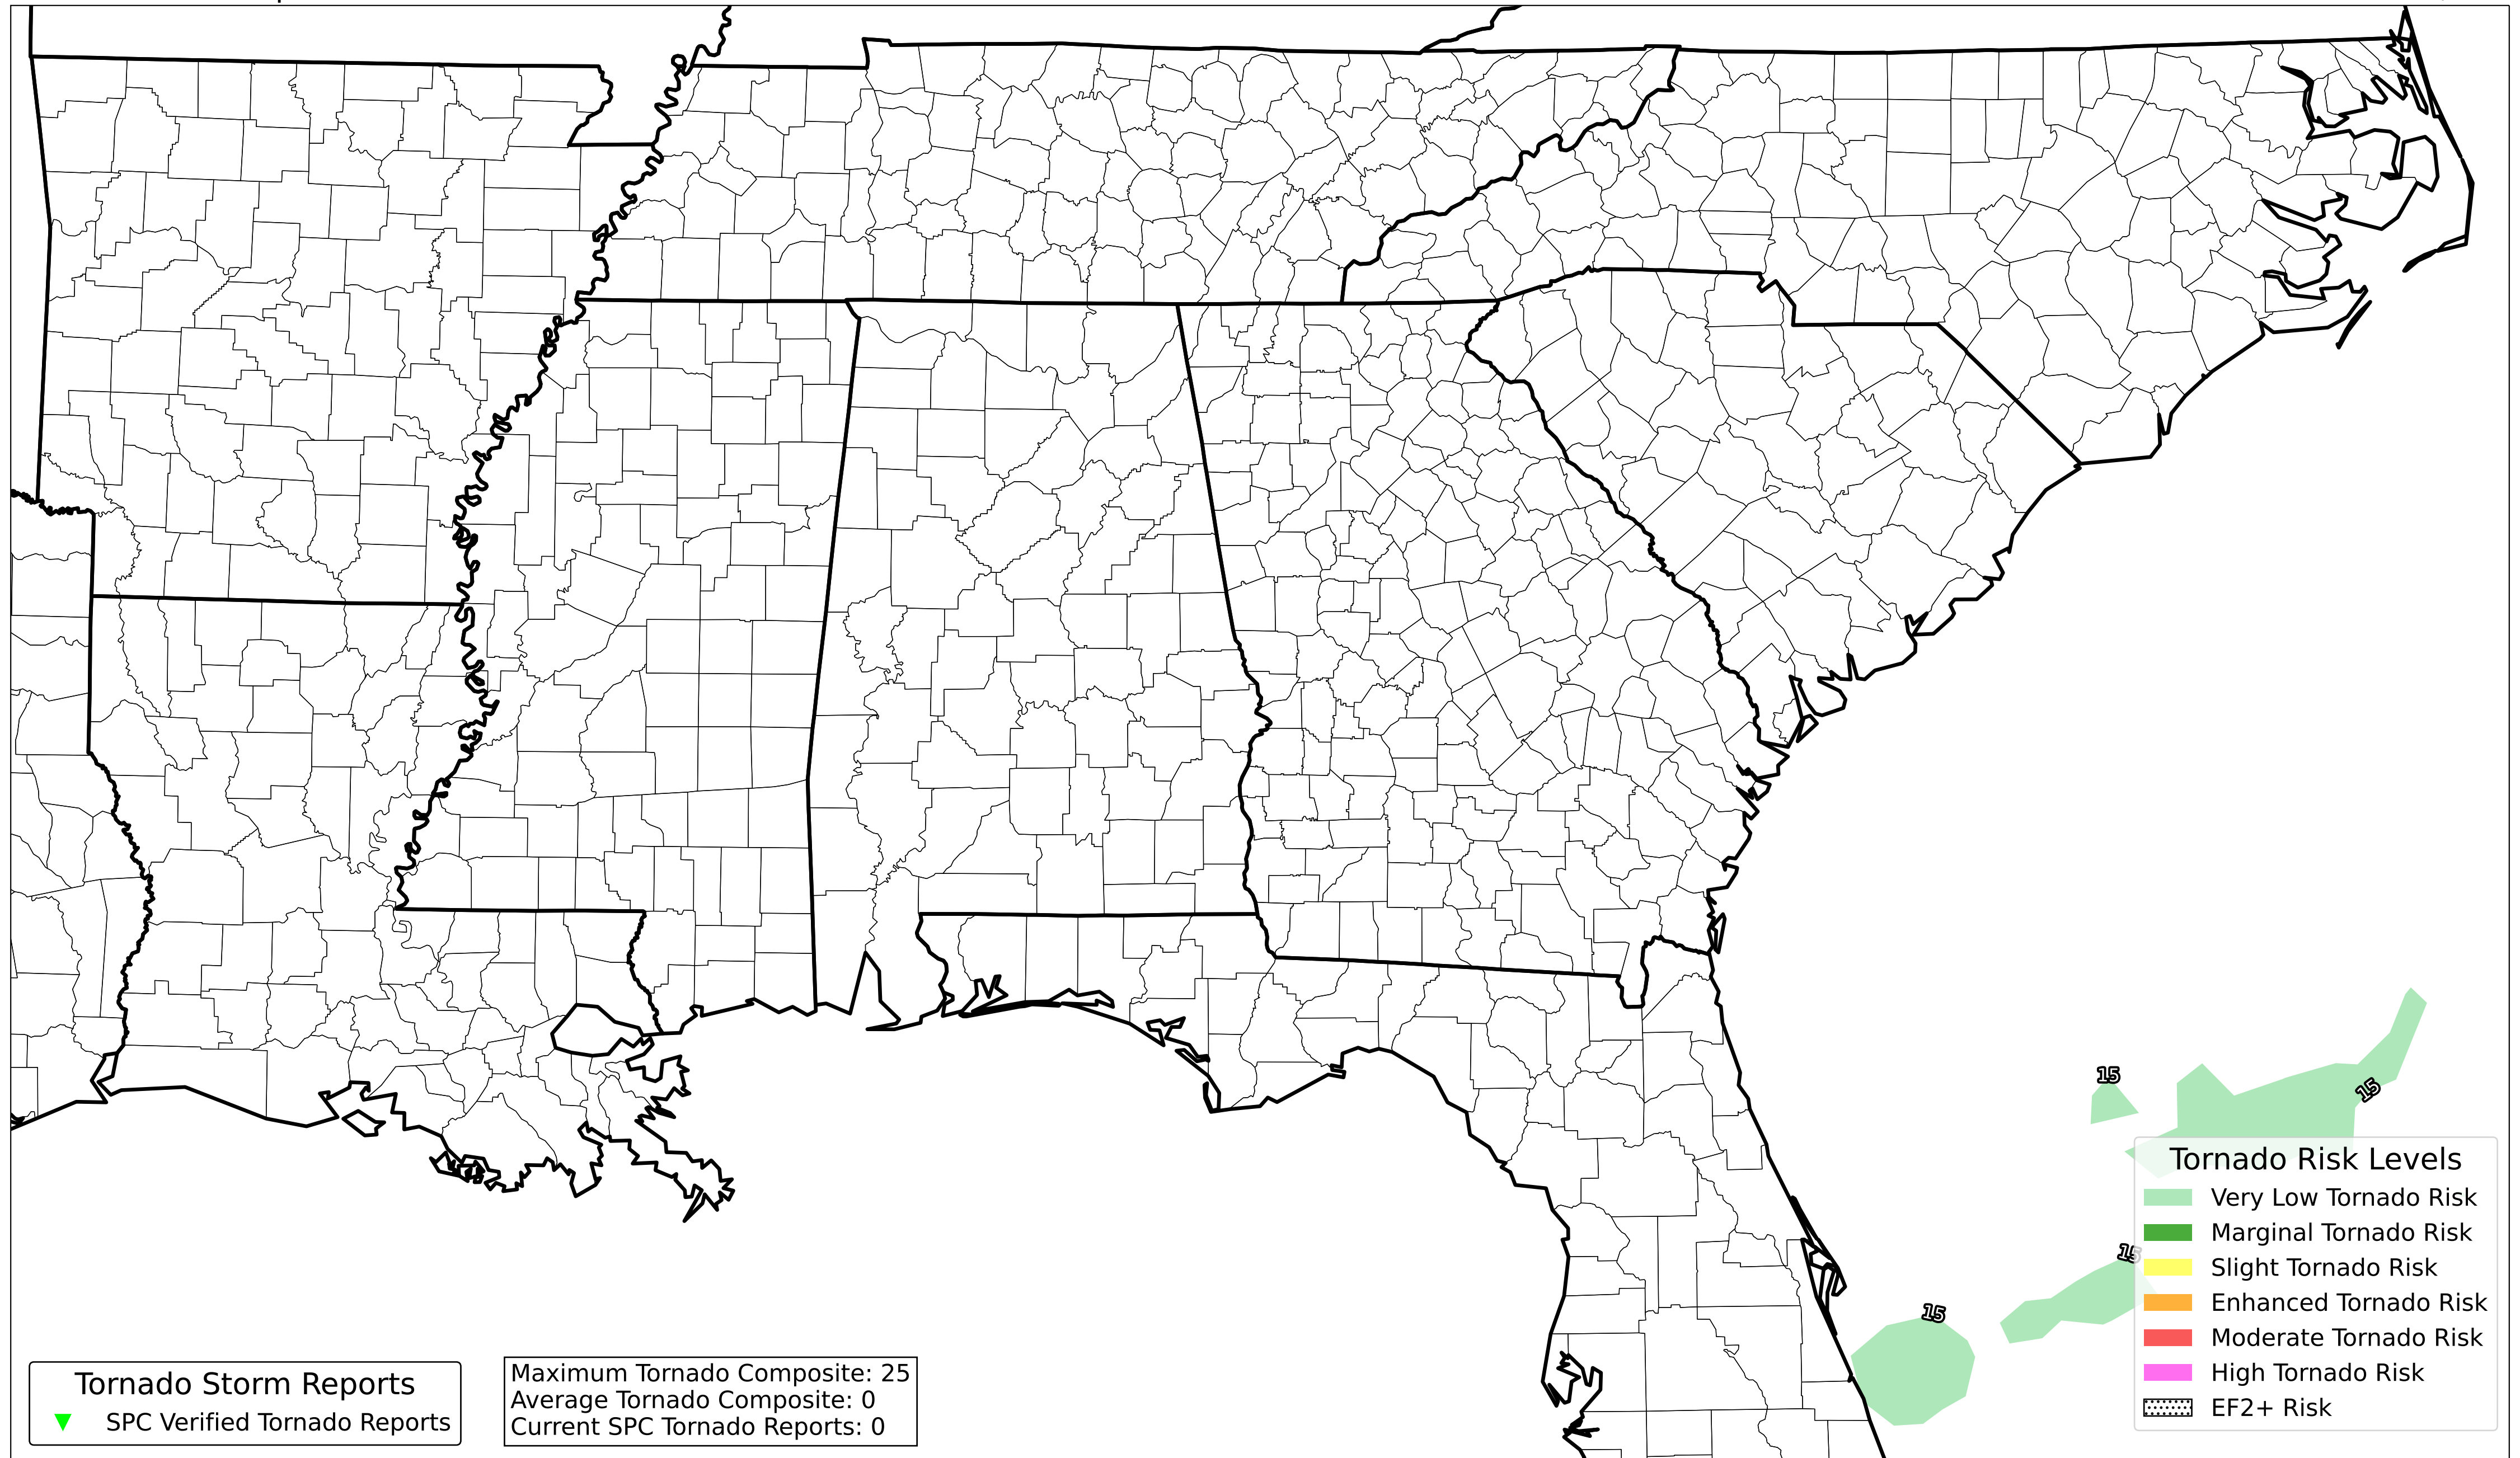 15
15
Tornado Risk Levels
Very Low Tornado Risk
Marginal Tornado Risk
15
Slight Tornado Risk
Enhanced Tornado Risk
15
Moderate Tornado Risk
High Tornado Risk
EF2+ Risk
Tornado Storm Reports
SPC Verified Tornado Reports
Maximum Tornado Composite: 25
Average Tornado Composite: 0
Current SPC Tornado Reports: 0